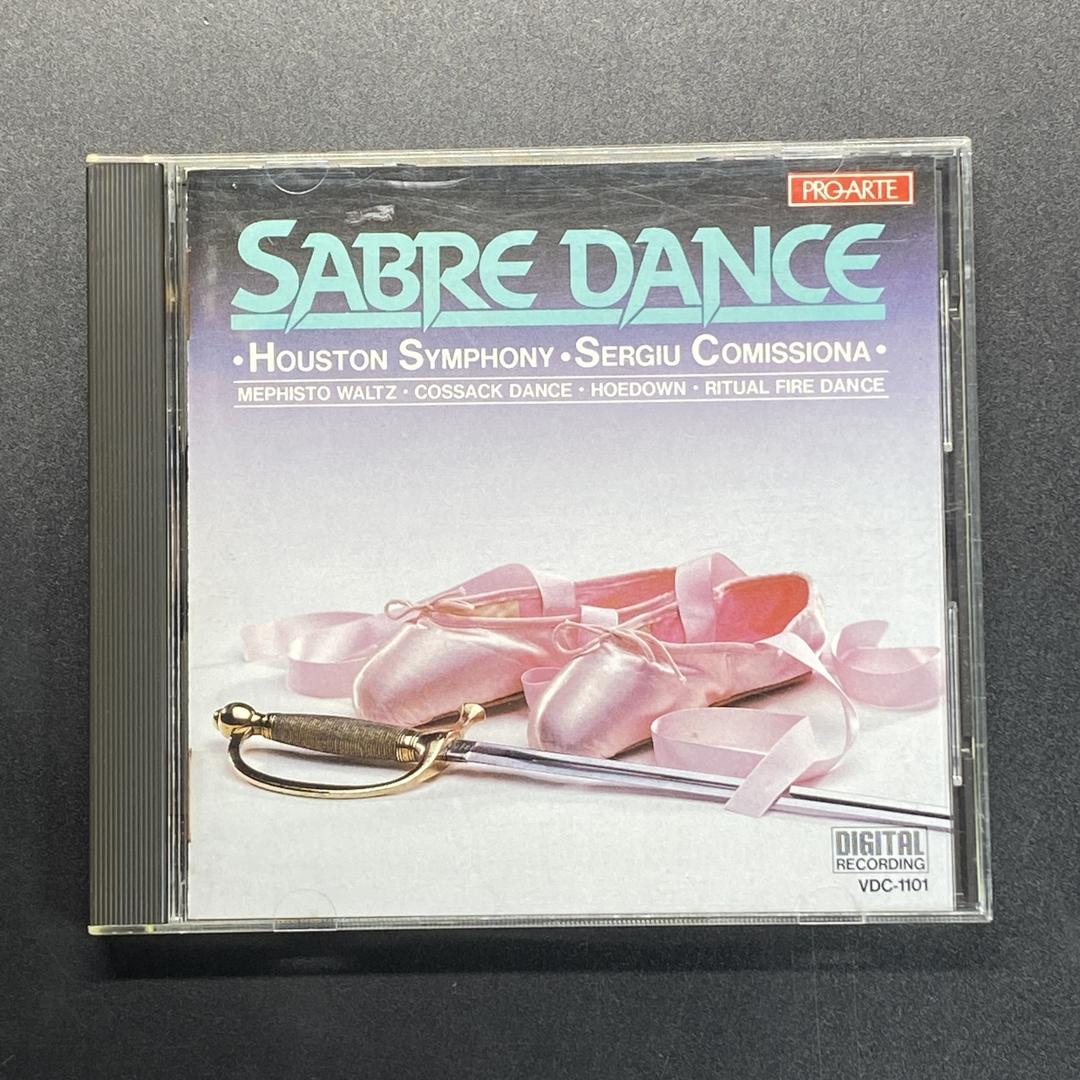 PRO-ARTE
SABRE DANCE
•HOUSTON SYMPHONY•SERGIU COMISSIONA•
MEPHISTO WALTZ • COSSACK DANCE • HOEDOWN • RITUAL FIRE DANCE
DIGITAL
RECORDING
VDC-1101